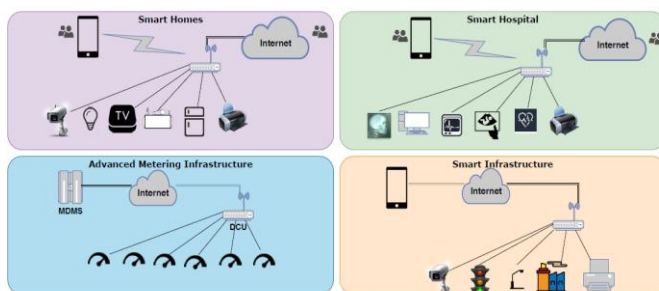 Smart Homes
Internet
TV
Smart Hospital
Internet
Advanced Metering Infrastructure
Internet
MDMS
DCU
Smart Infrastructure
Internet